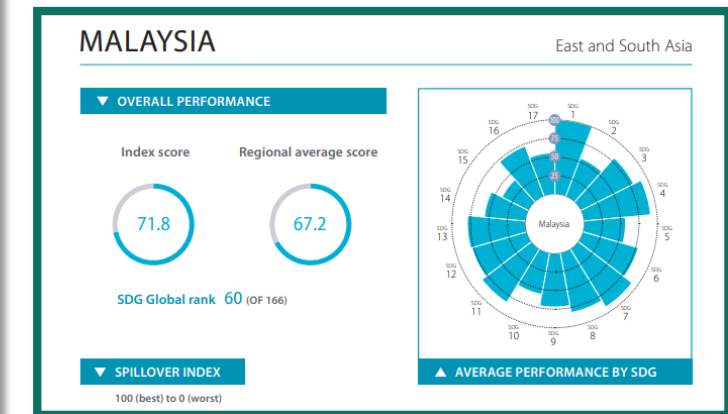 MALAYSIA
East and South Asia
▼ OVERALL PERFORMANCE
Index score
Regional average score
71.8
67.2
SDG Global rank 60 (OF 166)
▼ SPILLOVER INDEX
100 (best) to 0 (worst)
SDG 1
SDG 2
SDG 3
SDG 4
SDG 5
SDG 6
SDG 7
SDG 8
SDG 9
SDG 10
SDG 11
SDG 12
SDG 13
SDG 14
SDG 15
SDG 16
SDG 17
100
75
50
25
Malaysia
▲ AVERAGE PERFORMANCE BY SDG